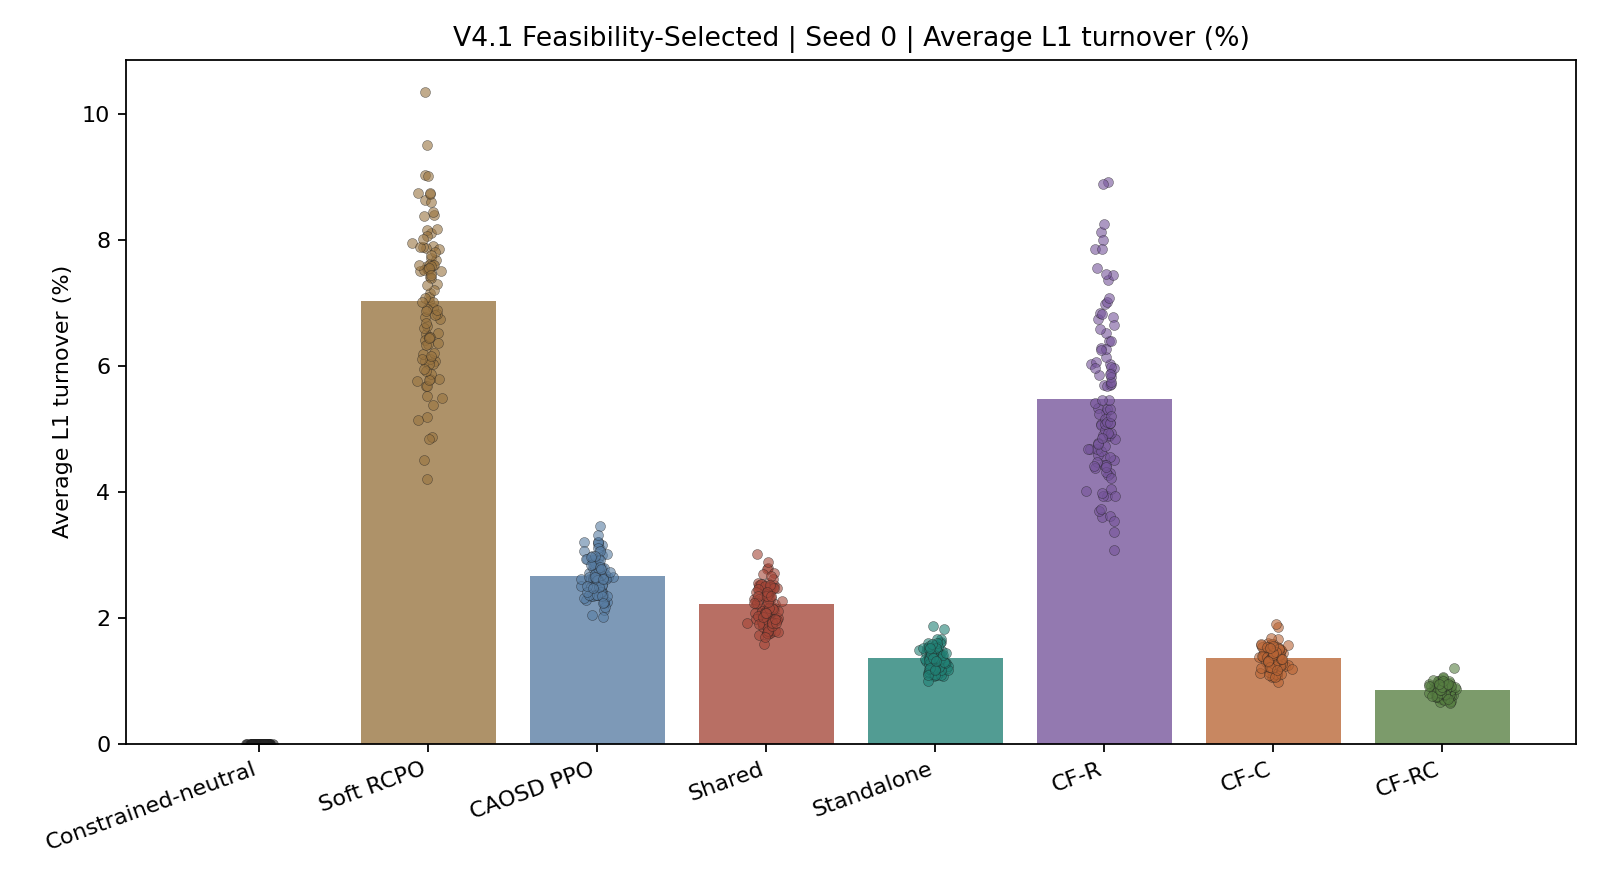 V4.1 Feasibility-Selected | Seed 0 | Average L1 turnover (%)
Average L1 turnover (%)
10
8
6
4
2
0
Constrained-neutral
Soft RCPO
CAOSD PPO
Shared
Standalone
CF-R
CF-C
CF-RC